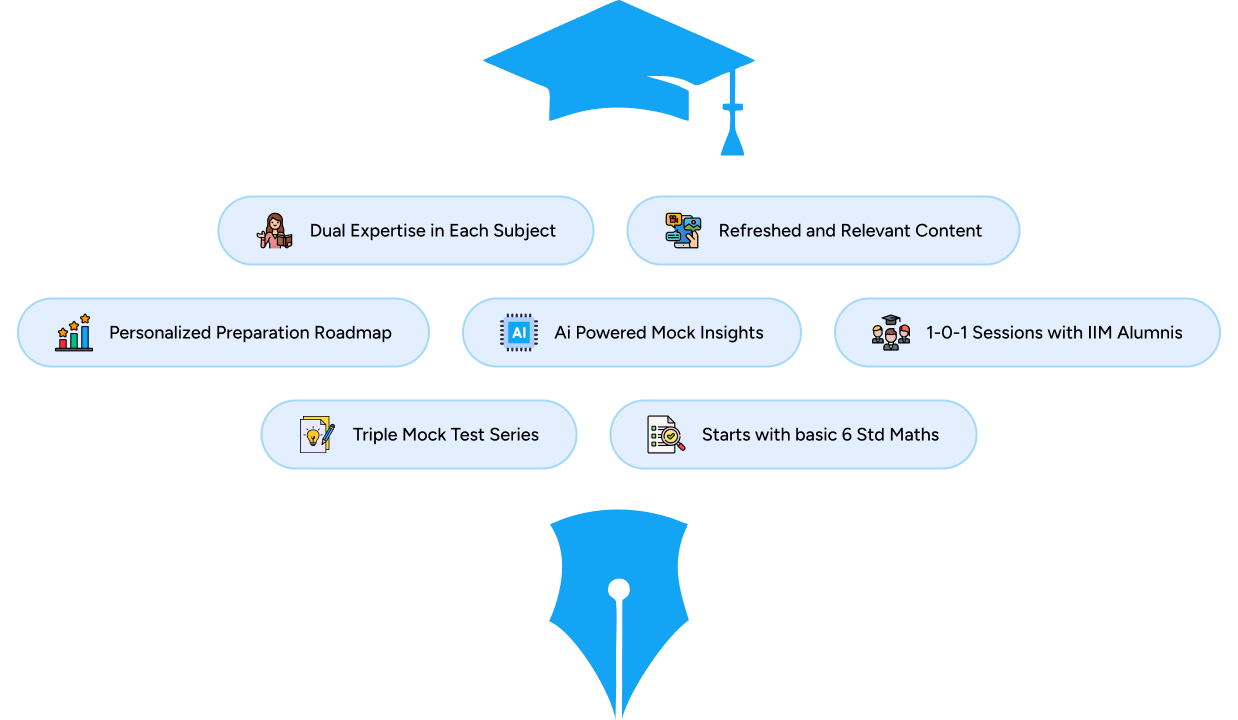 Dual Expertise in Each Subject
Refreshed and Relevant Content
Personalized Preparation Roadmap
AI
Ai Powered Mock Insights
1-0-1 Sessions with IIM Alumnis
Triple Mock Test Series
Starts with basic 6 Std Maths